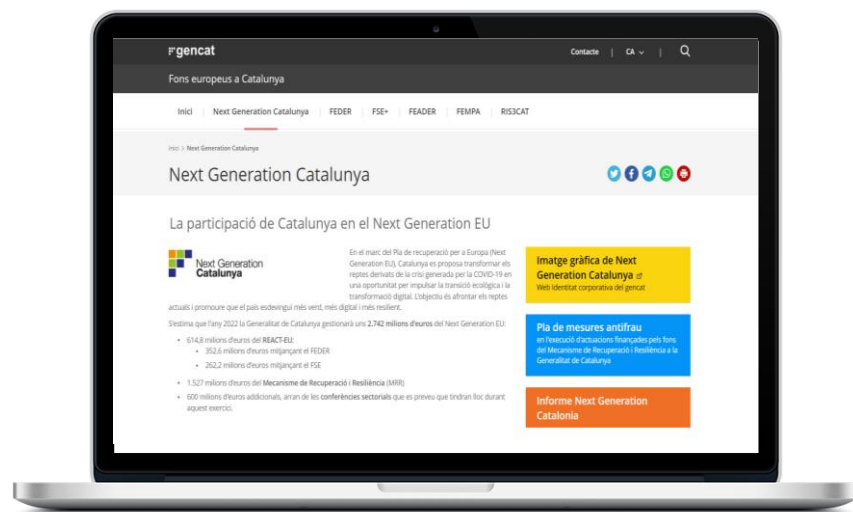 gencat
Contacte | CA | 
Fons europeus a Catalunya
Inici Next Generation Catalunya FEDER FSE+ FEADER FEMPA RIS3CAT
Inici > Next Generation Catalunya
Next Generation Catalunya
La participació de Catalunya en el Next Generation EU
Next Generation
Catalunya
En el marc del Pla de recuperació per a Europa (Next
Generation EU), Catalunya es proposa transformar els
reptes derivats de la crisi generada per la COVID-19 en
una oportunitat per impulsar la transició ecològica i la
transformació digital. L'objectiu és afrontar els reptes
actuals i promoure que el país esdevingui més verd, més digital i més resilient.
S'estima que l'any 2022 la Generalitat de Catalunya gestionarà uns 2.742 milions d'euros del Next Generation EU:
• 614,8 milions d'euros del REACT-EU:
• 352,6 milions d'euros mitjançant el FEDER
• 262,2 milions d'euros mitjançant el FSE
• 1.527 milions d'euros del Mecanisme de Recuperació i Resiliència (MRR)
• 600 milions d'euros addicionals, arran de les conferències sectorials que es preveu que tindran lloc durant
aquest exercici.
Imatge gràfica de Next
Generation Catalunya
Web Identitat corporativa del gencat
Pla de mesures antifrau
en l'execució d'actuacions finançades pels fons
del Mecanisme de Recuperació i Resiliència a la
Generalitat de Catalunya
Informe Next Generation
Catalonia